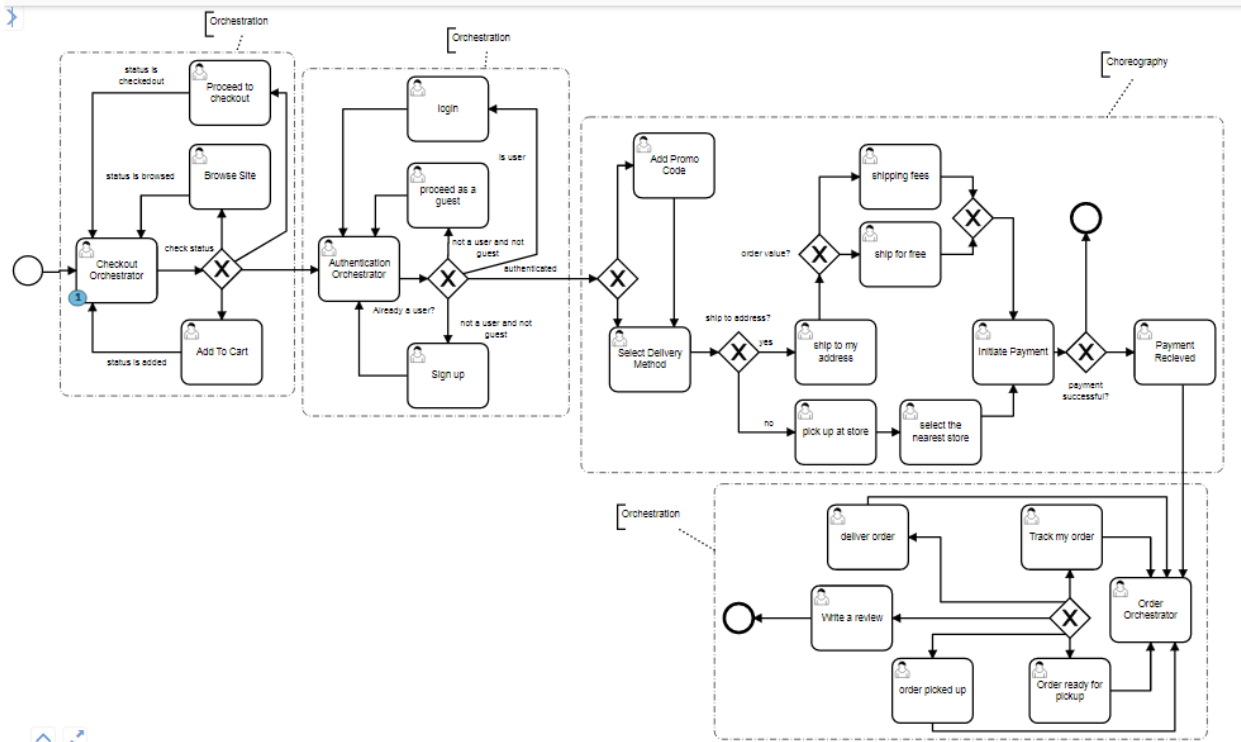 Orchestration
Orchestration
Choreography
status is
checkedout
Proceed to
checkout
login
is user
Add Promo
Code
shipping fees
status is browsed
Browse Site
proceed as a
guest
not a user and not
guest
check status
Checkout
Orchestrator
1
X
Authentication
Orchestrator
X
authenticated
X
order value?
X
ship for free
X
Already a user?
not a user and not
guest
status is added
Add To Cart
Sign up
ship to address?
Select Delivery
Method
X
yes
ship to my
address
Initiate Payment
X
Payment
Recieved
payment
successful?
no
pick up at store
select the
nearest store
Orchestration
deliver order
Track my order
Write a review
X
Order
Orchestrator
order picked up
Order ready for
pickup